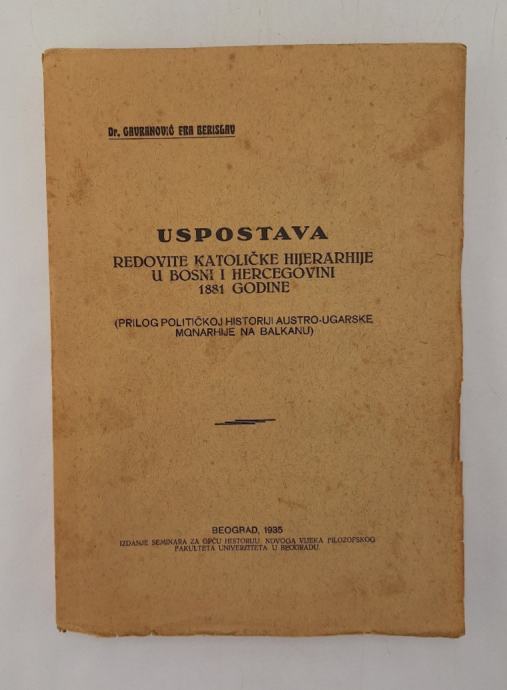 Dr. GAVRANOVIĆ FRA BERISLAV
USPOSTAVA
REDOVITE KATOLIČKE HIJERARHIJE
U BOSNI I HERCEGOVINI
1881 GODINE
(PRILOG POLITIČKOJ HISTORIJI AUSTRO-UGARSKE
MONARHIJE NA BALKANU)
BEOGRAD, 1935
IZDANJE SEMINARA ZA OPĆU HISTORIJU NOVOGA VIJEKA FILOZOFSKOG
FAKULTETA UNIVERZITETA U BEOGRADU